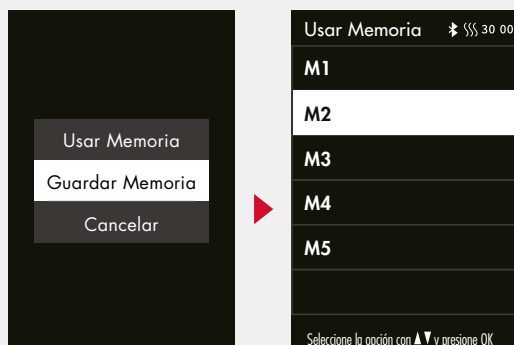 Usar Memoria
Guardar Memoria
Cancelar
Usar Memoria 30 00
M1
M2
M3
M4
M5
Seleccione la opción con ▲▼ y presione OK